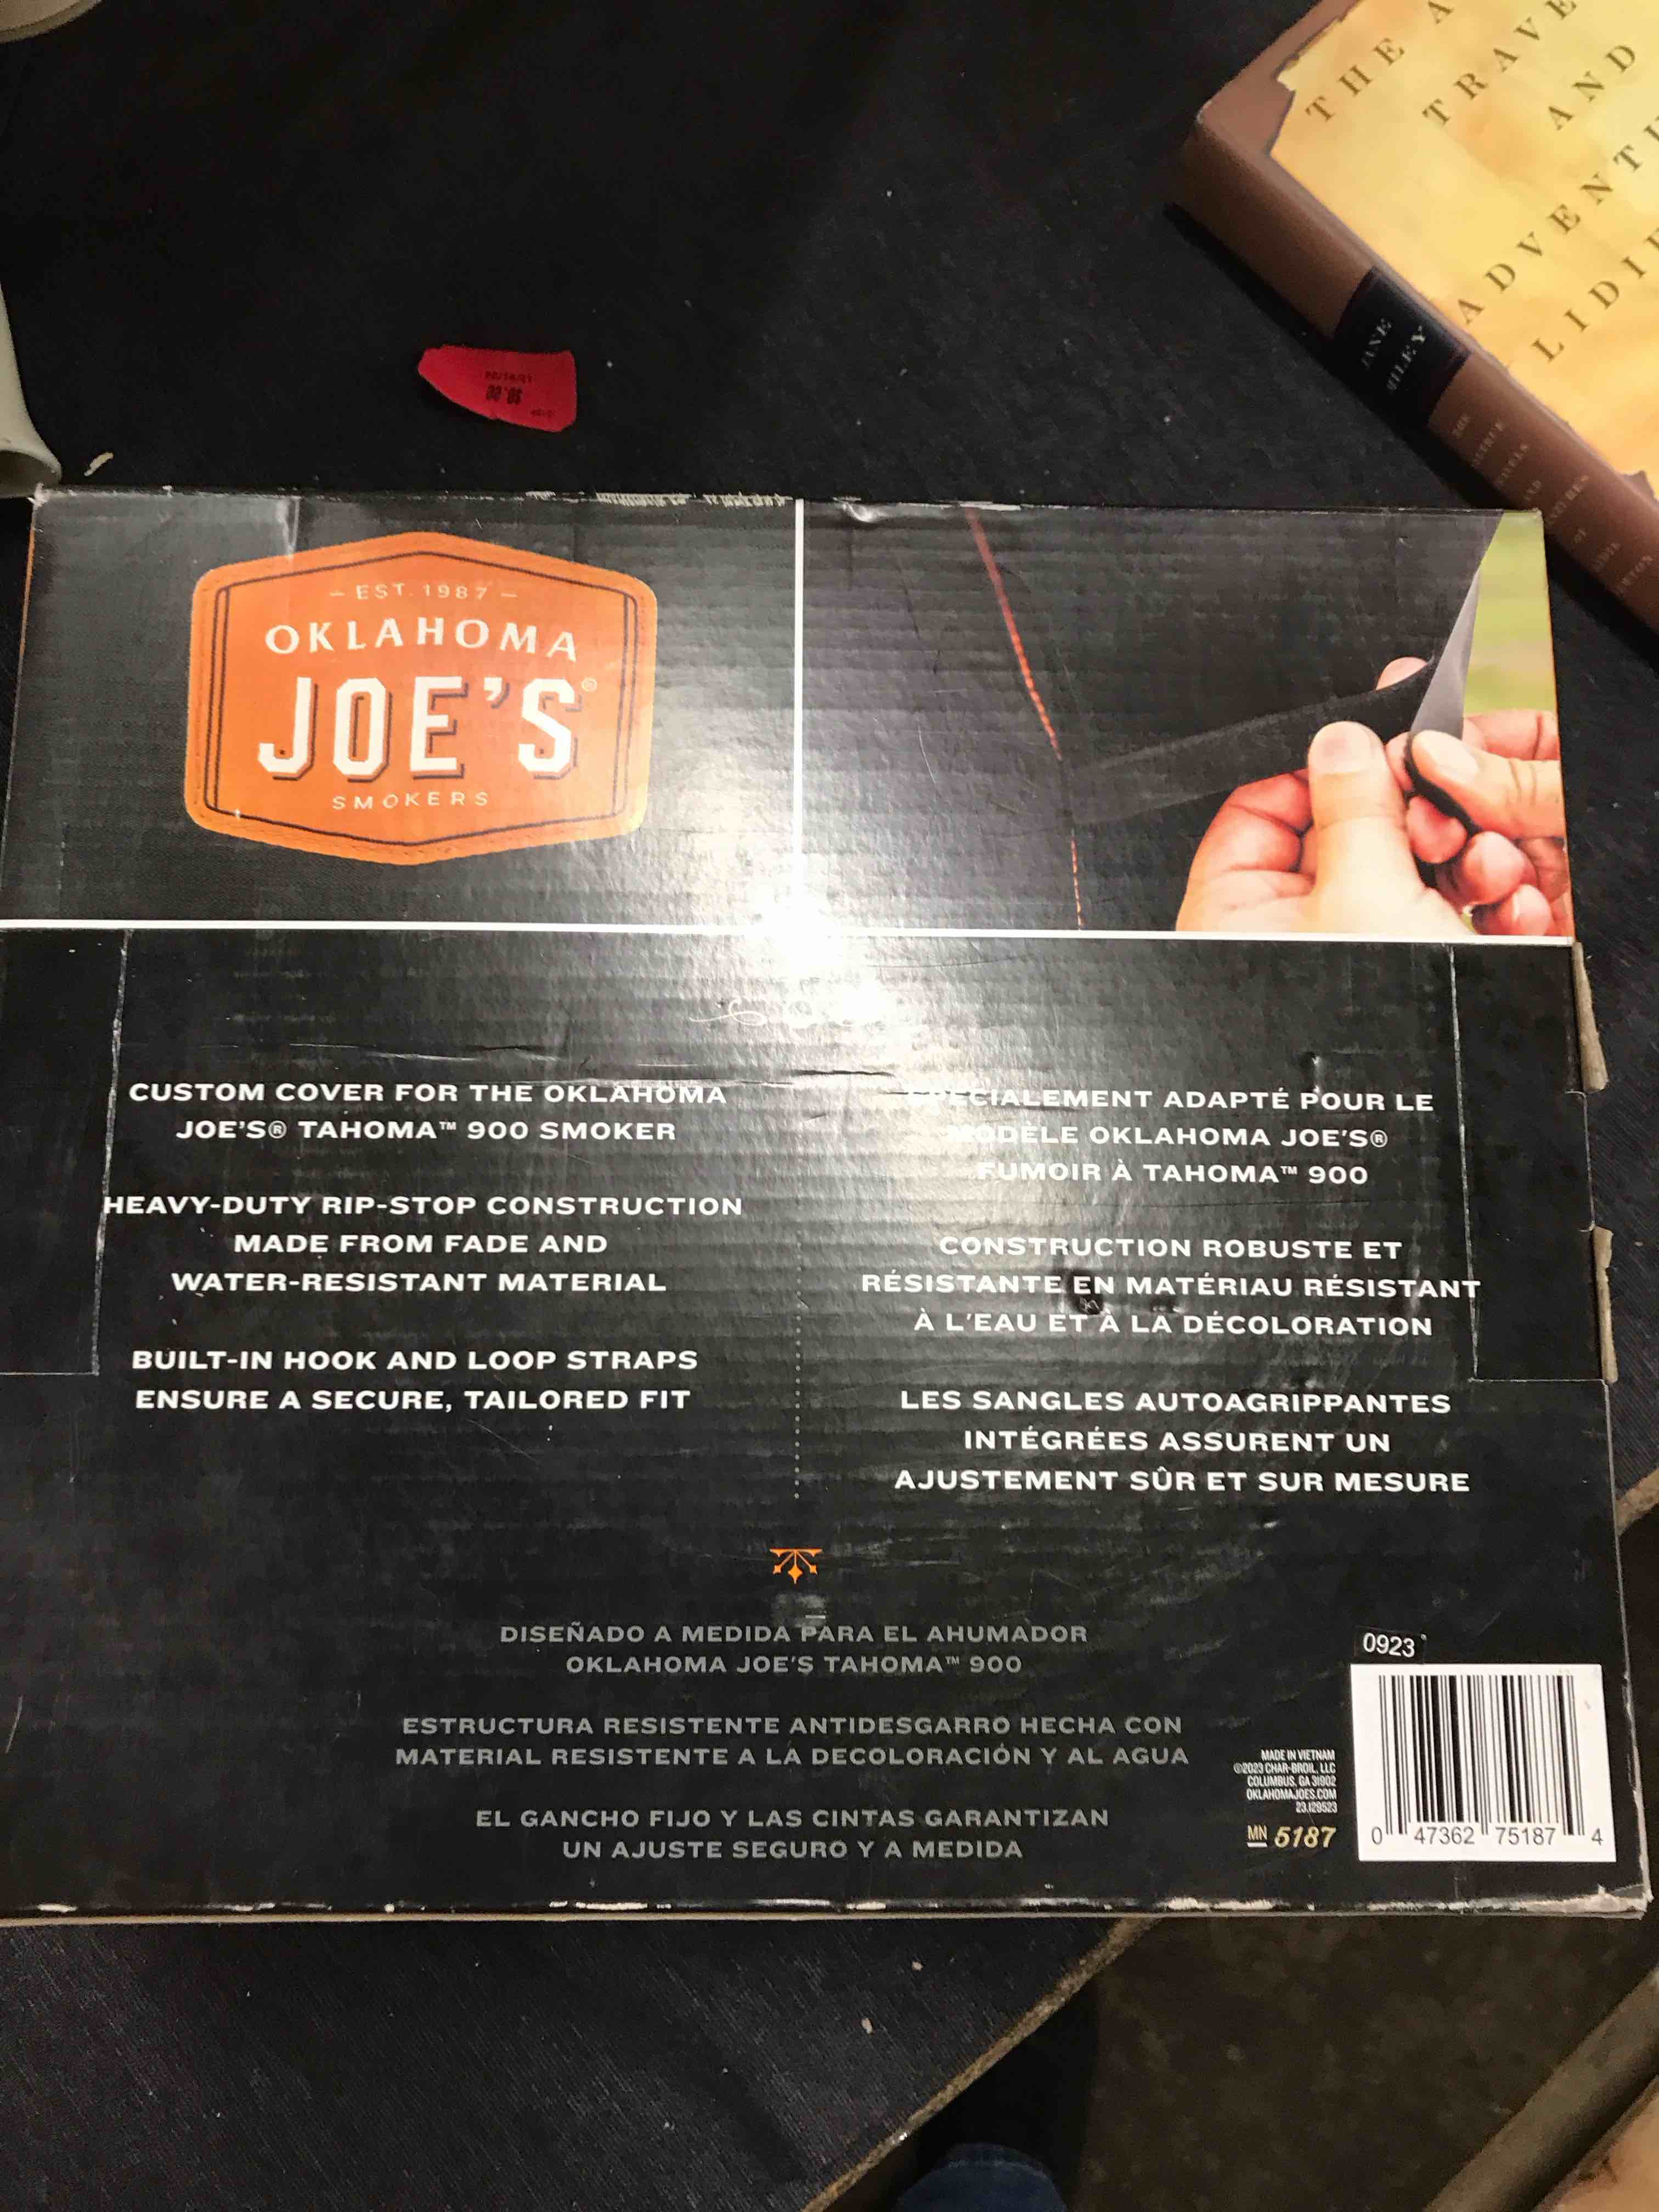 THE
TRAVE
AND
LIDIE
JANE
SMILEY
- EST. 1987 -
OKLAHOMA
JOE'S®
SMOKERS
CUSTOM COVER FOR THE OKLAHOMA
JOE'S® TAHOMA™ 900 SMOKER
HEAVY-DUTY RIP-STOP CONSTRUCTION
MADE FROM FADE AND
WATER-RESISTANT MATERIAL
BUILT-IN HOOK AND LOOP STRAPS
ENSURE A SECURE, TAILORED FIT
SPÉCIALEMENT ADAPTÉ POUR LE
MODÈLE OKLAHOMA JOE'S®
FUMOIR À TAHOMA™ 900
CONSTRUCTION ROBUSTE ET
RÉSISTANTE EN MATÉRIAU RÉSISTANT
À L'EAU ET À LA DÉCOLORATION
LES SANGLES AUTOAGRIPPANTES
INTÉGRÉES ASSURENT UN
AJUSTEMENT SÛR ET SUR MESURE
DISEÑADO A MEDIDA PARA EL AHUMADOR
OKLAHOMA JOE'S TAHOMA™ 900
ESTRUCTURA RESISTENTE ANTIDESGARRO HECHA CON
MATERIAL RESISTENTE A LA DECOLORACIÓN Y AL AGUA
EL GANCHO FIJO Y LAS CINTAS GARANTIZAN
UN AJUSTE SEGURO Y A MEDIDA
MADE IN VIETNAM
©2023 CHAR-BROIL, LLC
COLUMBUS, GA 31902
OKLAHOMAJOES.COM
23.129523
MN 5187
0923
0 47362 75187 4